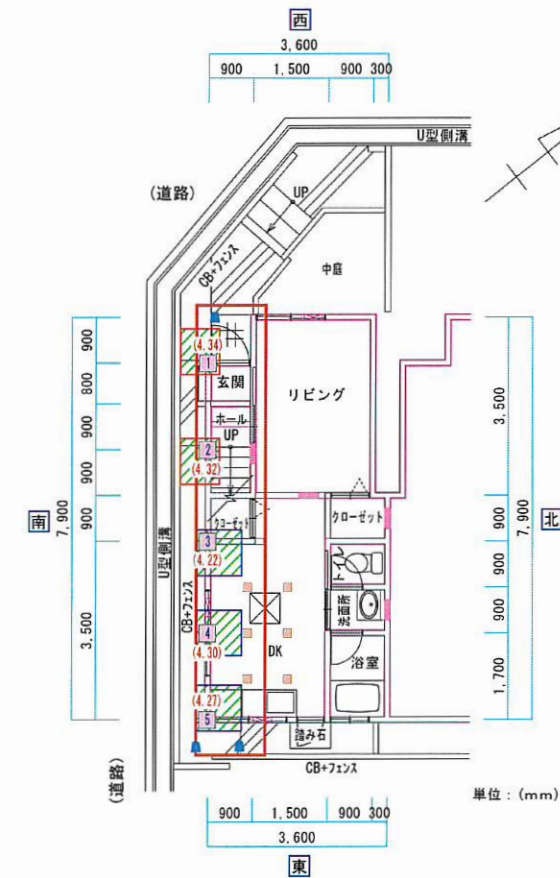 西
3,600
900 1,500 900 300
U型側溝
(道路)
UP
CB+フェンス
中庭
900
800
900
900
900
3,500
7,900
南
(4.34)
1
玄関
リビング
ホール
UP
2
(4.32)
クローゼット
クローゼット
3
(4.22)
トイレ
U型側溝
CB+フェンス
4
(4.30)
洗面所
DK
浴室
(4.27)
5
踏み石
CB+フェンス
(道路)
3,500
900
900
900
1,700
7,900
北
単位:(mm)
900 1,500 900 300
3,600
東